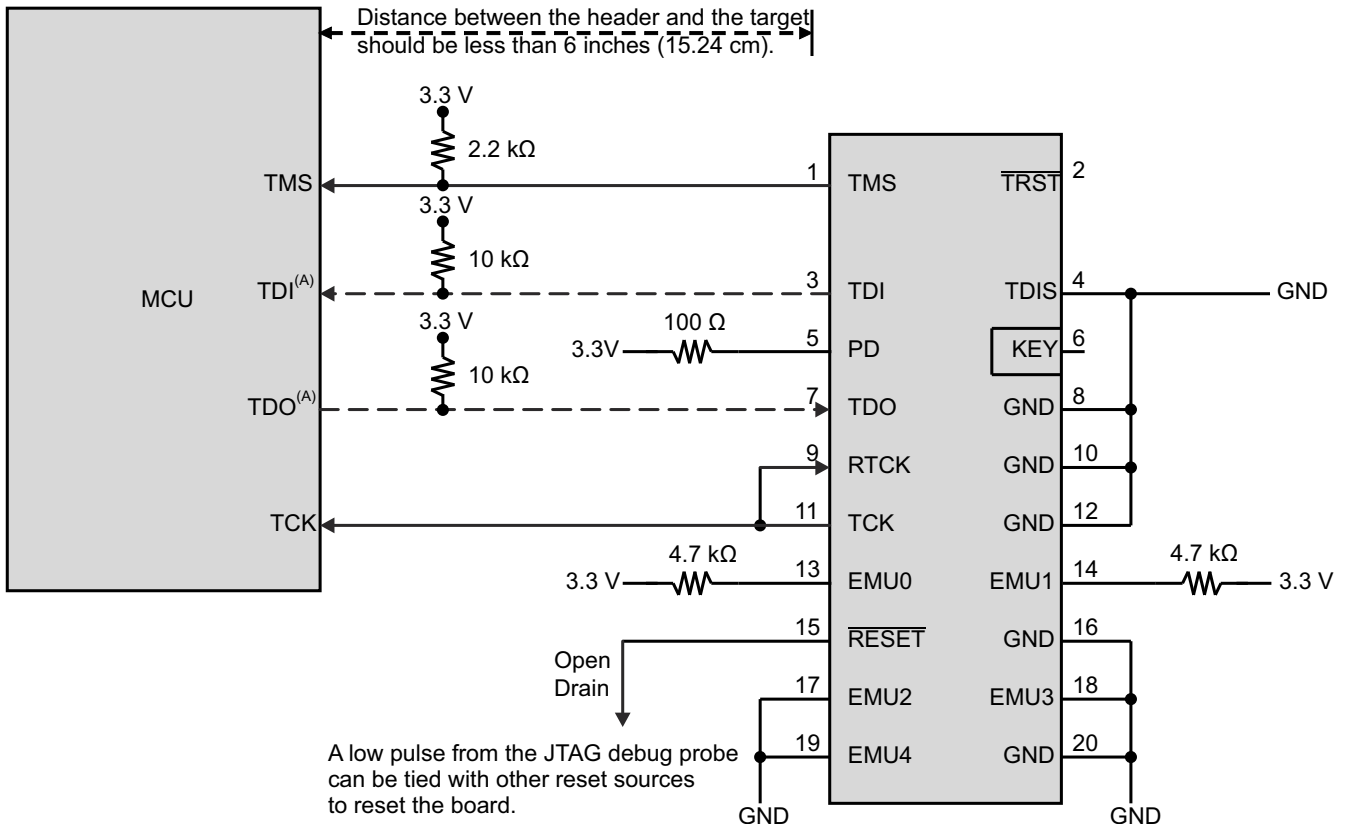 Distance between the header and the target
should be less than 6 inches (15.24 cm).
3.3 V
2.2 kΩ
TMS
1
TMS
TRST
2
3.3 V
10 kΩ
MCU
TDI(A)
3
TDI
TDIS
4
GND
3.3 V
100 Ω
3.3V
5
PD
KEY
6
10 kΩ
TDO(A)
7
TDO
GND
8
9
RTCK
GND
10
TCK
11
TCK
GND
12
4.7 kΩ
3.3 V
13
EMU0
EMU1
14
4.7 kΩ
3.3 V
15
RESET
GND
16
Open
Drain
17
EMU2
EMU3
18
A low pulse from the JTAG debug probe
can be tied with other reset sources
to reset the board.
19
EMU4
GND
20
GND
GND